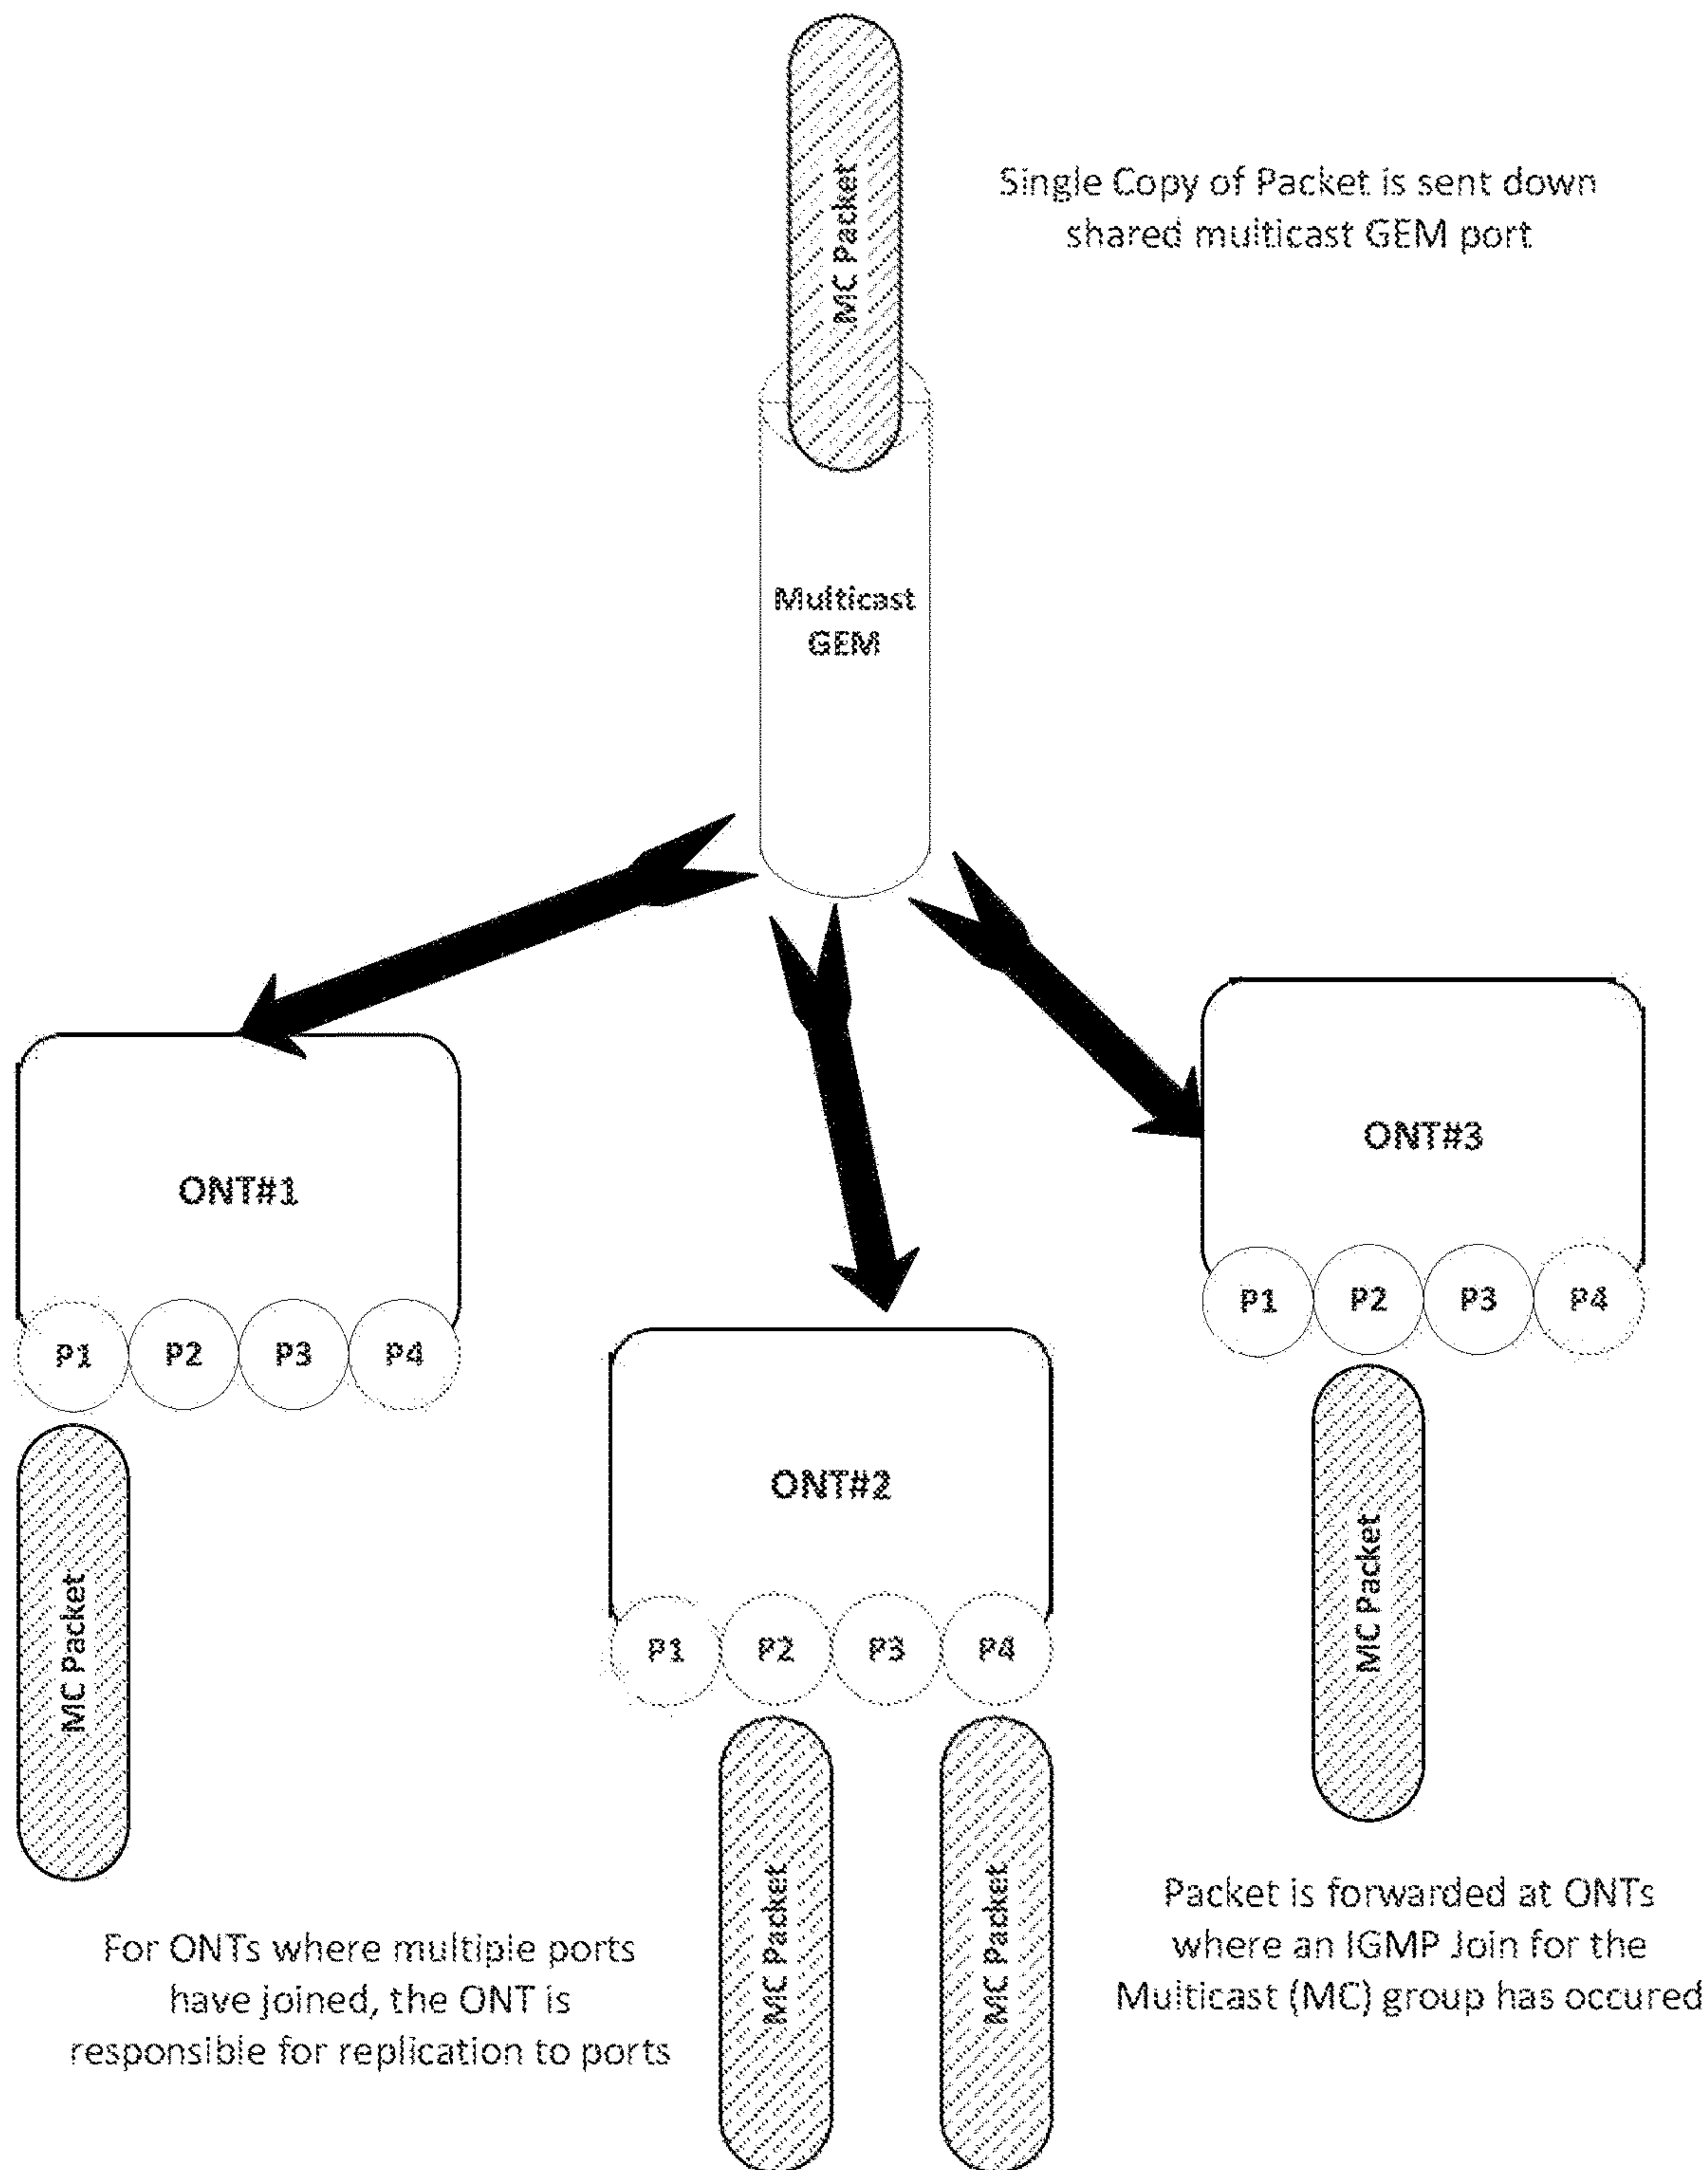 MC Packet
Single Copy of Packet is sent down
shared multicast GEM port
Multicast
GEM
ONT#1
P1 P2 P3 P4
MC Packet
ONT#2
P1 P2 P3 P4
MC Packet
MC Packet
ONT#3
P1 P2 P3 P4
MC Packet
For ONTs where multiple ports
have joined, the ONT is
responsible for replication to ports
Packet is forwarded at ONTs
where an IGMP Join for the
Multicast (MC) group has occured